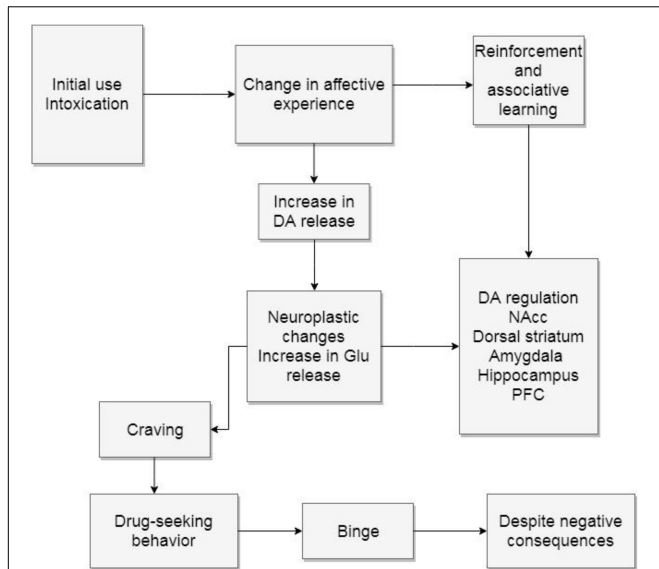 Initial use
Intoxication
Change in affective
experience
Reinforcement
and
associative
learning
Increase in
DA release
Neuroplastic
changes
Increase in Glu
release
DA regulation
NAcc
Dorsal striatum
Amygdala
Hippocampus
PFC
Craving
Drug-seeking
behavior
Binge
Despite negative
consequences